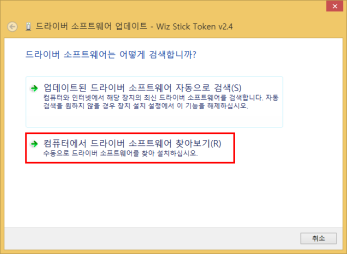 드라이버 소프트웨어 업데이트 - Wiz Stick Token v2.4
드라이버 소프트웨어는 어떻게 검색합니까?
업데이트된 드라이버 소프트웨어 자동으로 검색(S)
컴퓨터와 인터넷에서 해당 장치의 최신 드라이버 소프트웨어를 검색합니다. 자동
검색을 원하지 않을 경우 장치 설치 설정에서 이 기능을 해제하십시오.
컴퓨터에서 드라이버 소프트웨어 찾아보기(R)
수동으로 드라이버 소프트웨어를 찾아 설치하십시오.
취소